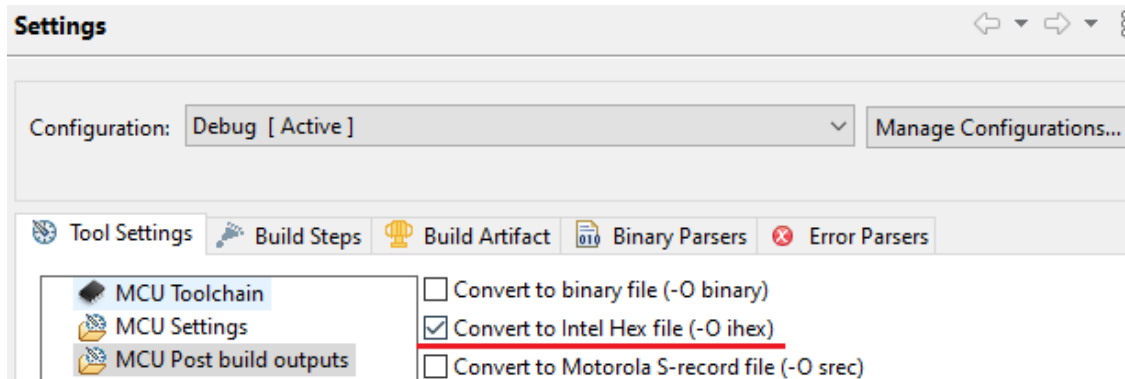 Settings
Configuration: Debug [ Active ] Manage Configurations...
Tool Settings Build Steps Build Artifact Binary Parsers Error Parsers
MCU Toolchain Convert to binary file (-O binary)
MCU Settings Convert to Intel Hex file (-O ihex)
MCU Post build outputs Convert to Motorola S-record file (-O srec)